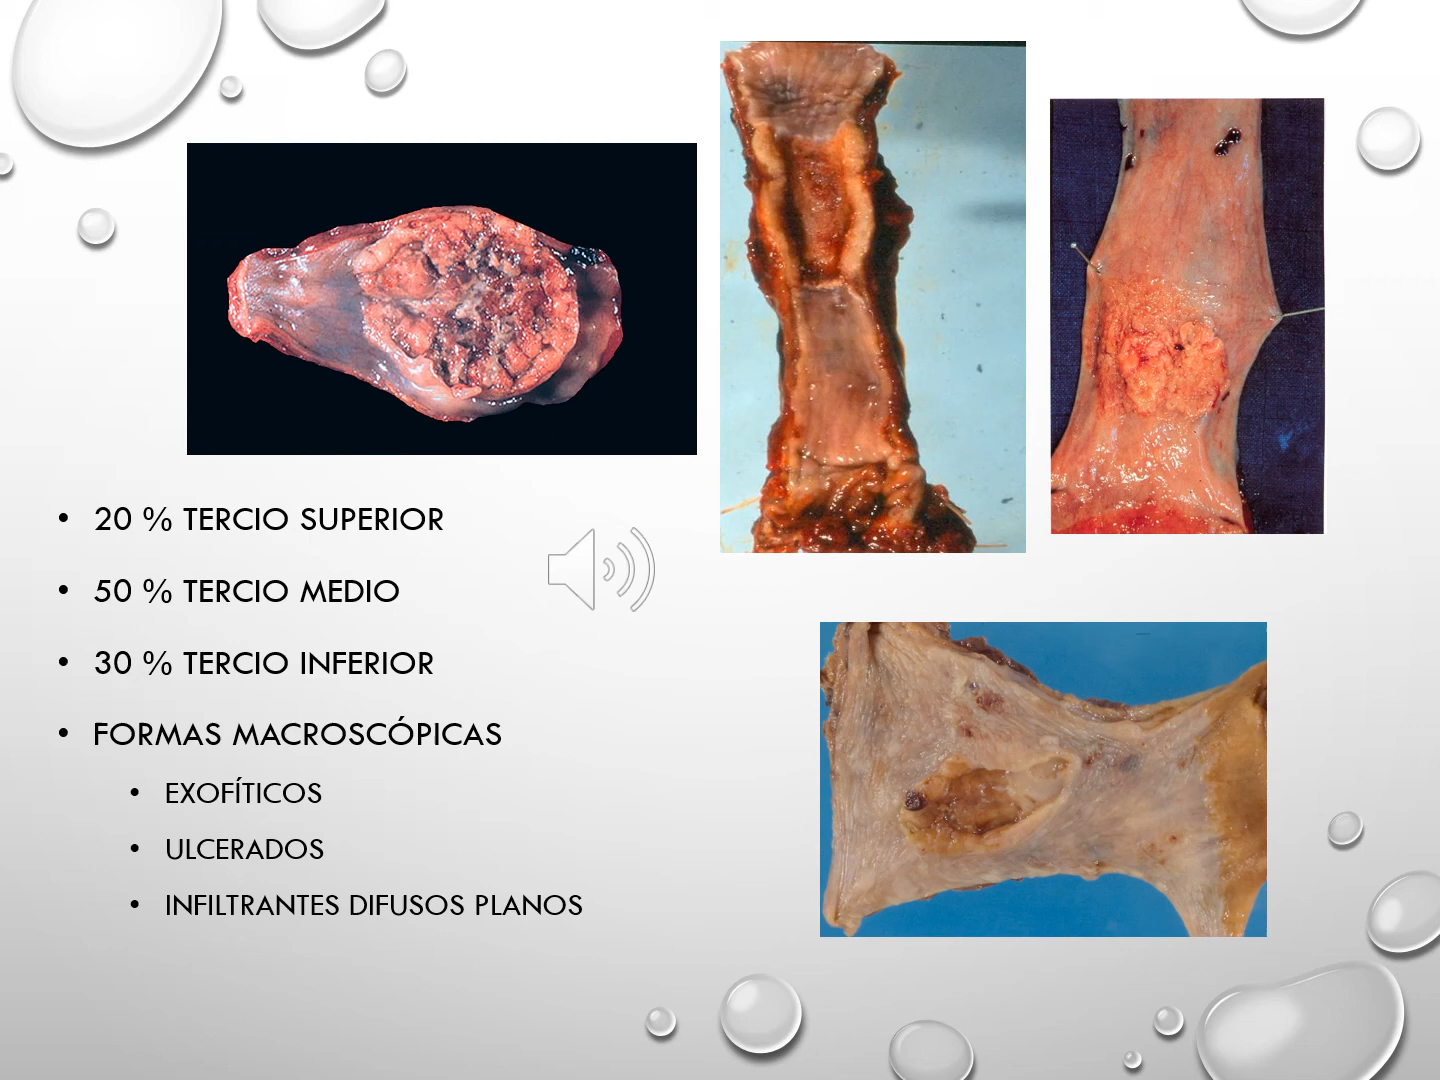 • 20 % TERCIO SUPERIOR
• 50 % TERCIO MEDIO
• 30 % TERCIO INFERIOR
• FORMAS MACROSCÓPICAS
• EXOFÍTICOS
• ULCERADOS
• INFILTRANTES DIFUSOS PLANOS